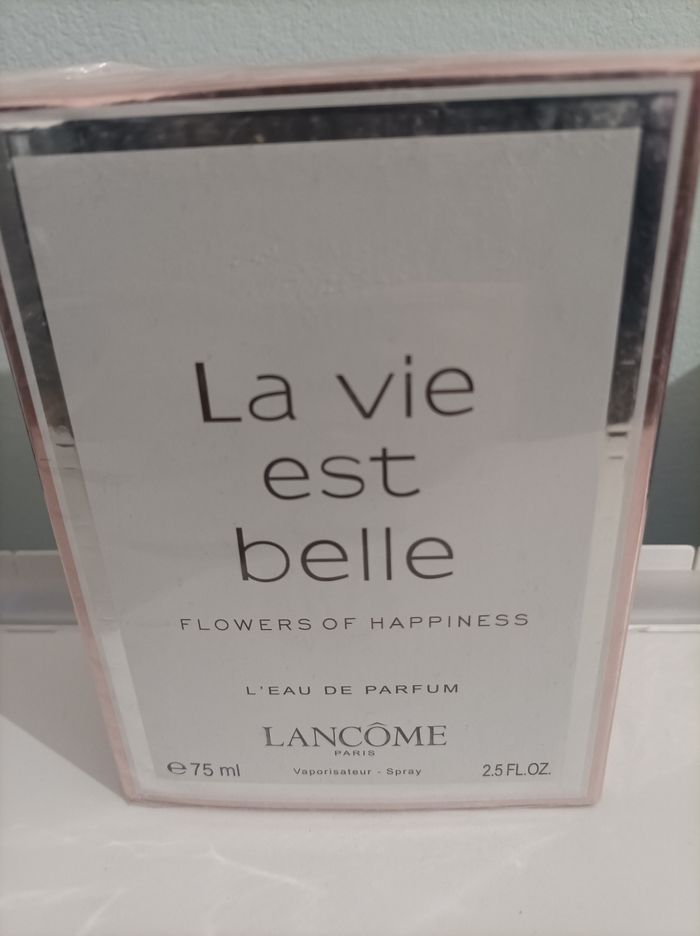 La vie
est
belle
FLOWERS OF HAPPINESS
L'EAU DE PARFUM
LANCÔME
PARIS
℮ 75 ml Vaporisateur - Spray 2.5 FL.OZ.